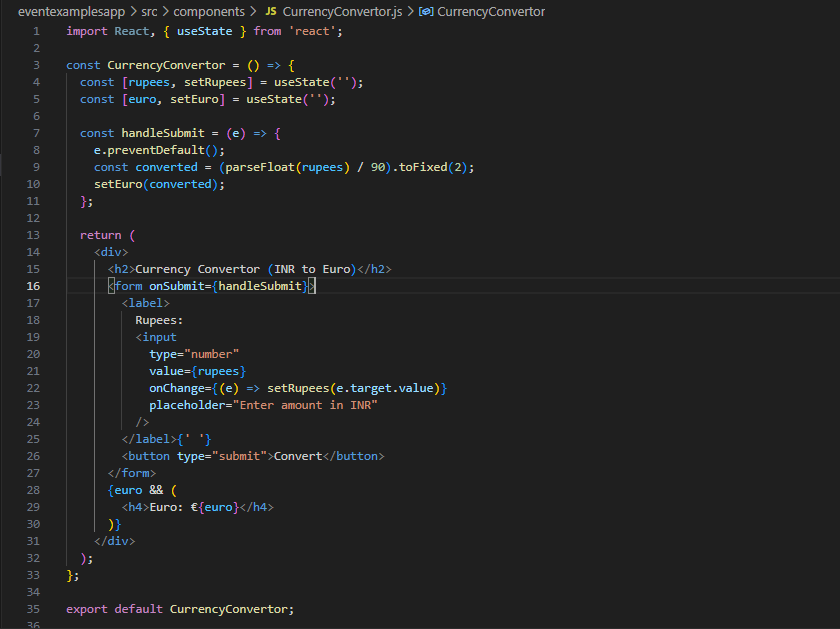 eventexamplesapp > src > components > JS CurrencyConvertor.js > CurrencyConvertor
1 import React, { useState } from 'react';
2
3 const CurrencyConvertor = () => {
4   const [rupees, setRupees] = useState('');
5   const [euro, setEuro] = useState('');
6
7   const handleSubmit = (e) => {
8     e.preventDefault();
9     const converted = (parseFloat(rupees) / 90).toFixed(2);
10     setEuro(converted);
11   };
12
13   return (
14     <div>
15       <h2>Currency Convertor (INR to Euro)</h2>
16       <form onSubmit={handleSubmit}>
17         <label>
18           Rupees:
19           <input
20             type="number"
21             value={rupees}
22             onChange={(e) => setRupees(e.target.value)}
23             placeholder="Enter amount in INR"
24           />
25         </label>{' '}
26         <button type="submit">Convert</button>
27       </form>
28       {euro && (
29         <h4>Euro: €{euro}</h4>
30       )}
31     </div>
32   );
33 };
34
35 export default CurrencyConvertor;
36